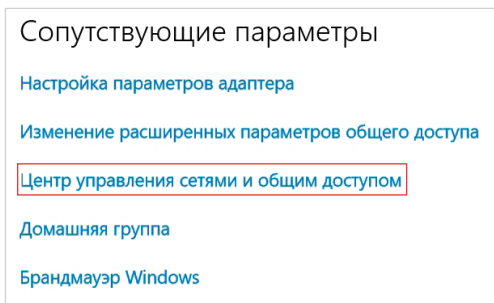 Сопутствующие параметры
Настройка параметров адаптера
Изменение расширенных параметров общего доступа
Центр управления сетями и общим доступом
Домашняя группа
Брандмауэр Windows